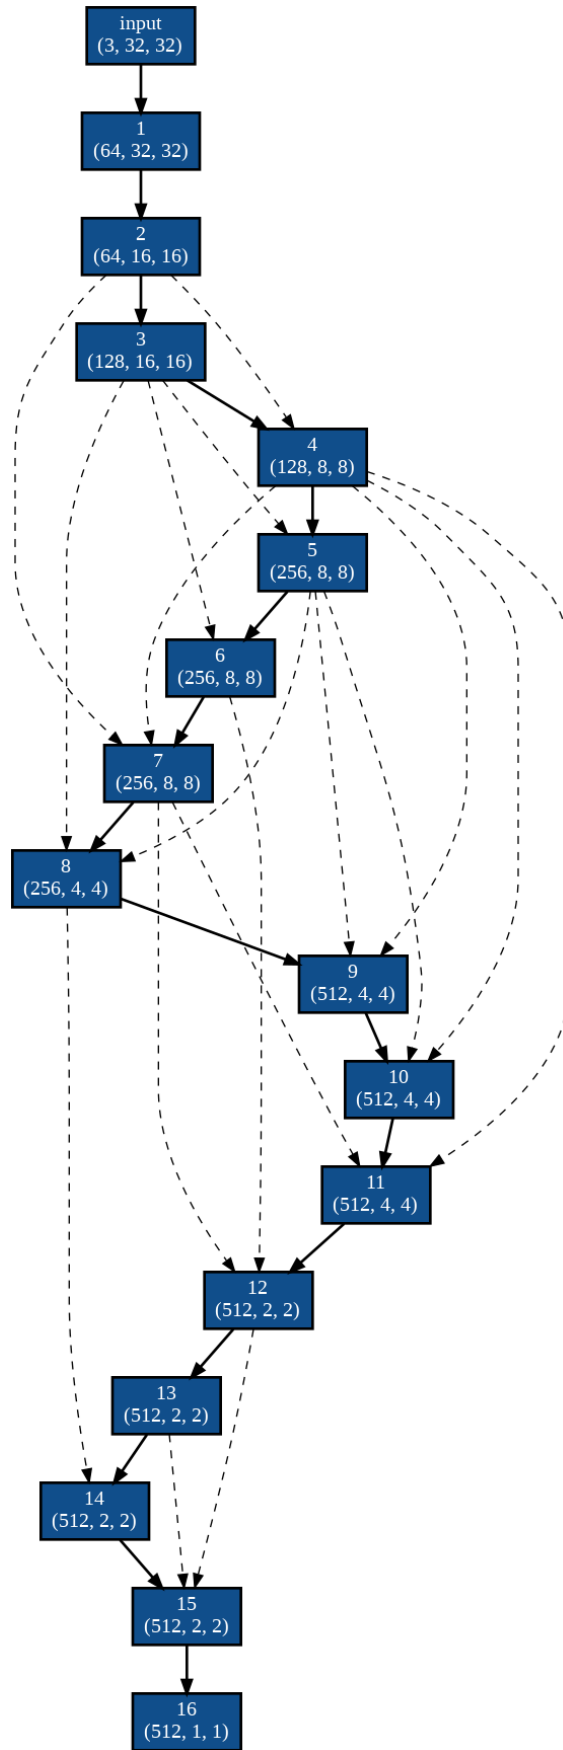 input
(3, 32, 32)
1
(64, 32, 32)
2
(64, 16, 16)
3
(128, 16, 16)
4
(128, 8, 8)
5
(256, 8, 8)
6
(256, 8, 8)
7
(256, 8, 8)
8
(256, 4, 4)
9
(512, 4, 4)
10
(512, 4, 4)
11
(512, 4, 4)
12
(512, 2, 2)
13
(512, 2, 2)
14
(512, 2, 2)
15
(512, 2, 2)
16
(512, 1, 1)